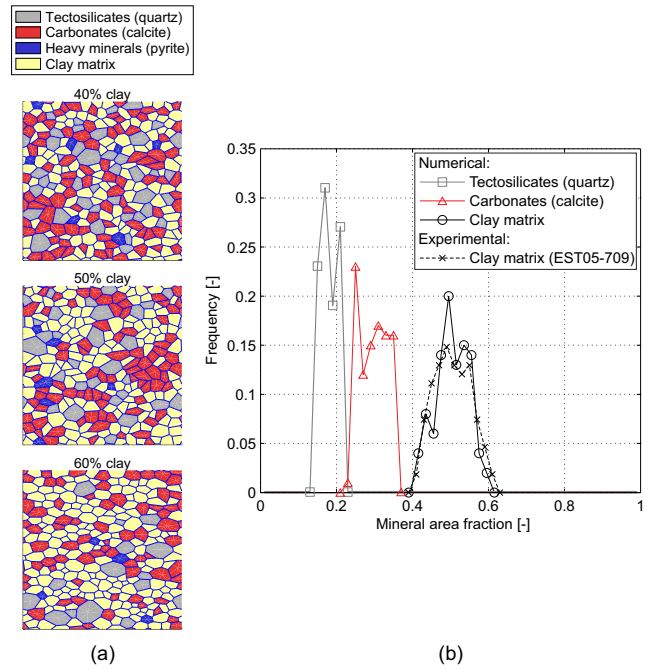 Tectosilicates (quartz)
Carbonates (calcite)
Heavy minerals (pyrite)
Clay matrix
40% clay
50% clay
60% clay
(a)
0.35
0.3
0.25
0.2
0.15
0.1
0.05
0
Frequency [-]
Numerical:
Tectosilicates (quartz)
Carbonates (calcite)
Clay matrix
Experimental:
Clay matrix (EST05-709)
0 0.2 0.4 0.6 0.8 1
Mineral area fraction [-]
(b)